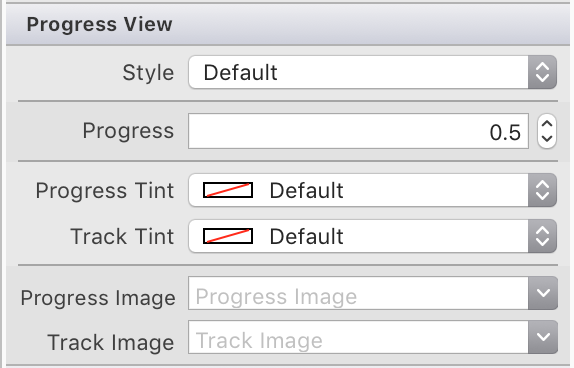 Progress View
Style Default
Progress 0.5
Progress Tint Default
Track Tint Default
Progress Image Progress Image
Track Image Track Image